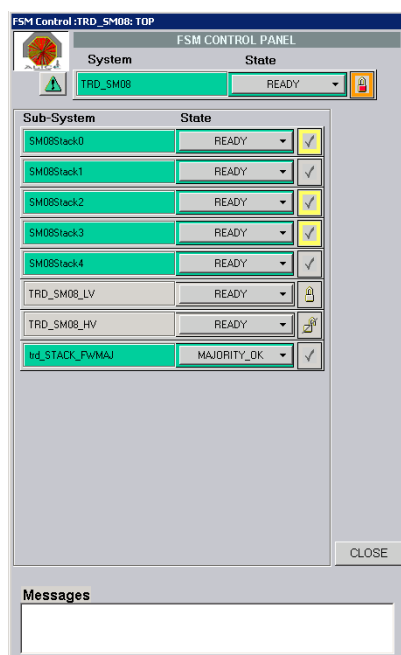 FSM Control :TRD_SM08: TOP
FSM CONTROL PANEL
System State
ALICE
TRD_SM08 READY
Sub-System State
SM08Stack0 READY
SM08Stack1 READY
SM08Stack2 READY
SM08Stack3 READY
SM08Stack4 READY
TRD_SM08_LV READY
TRD_SM08_HV READY
trd_STACK_FWMAJ MAJORITY_OK
CLOSE
Messages